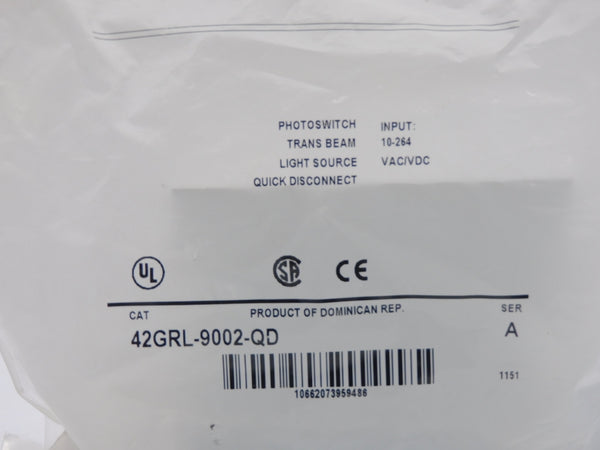 PHOTOSWITCH INPUT:
TRANS BEAM 10-264
LIGHT SOURCE VAC/VDC
QUICK DISCONNECT
UL SA CE
PRODUCT OF DOMINICAN REP.
CAT SER
42GRL-9002-QD A
1151
10662073959486